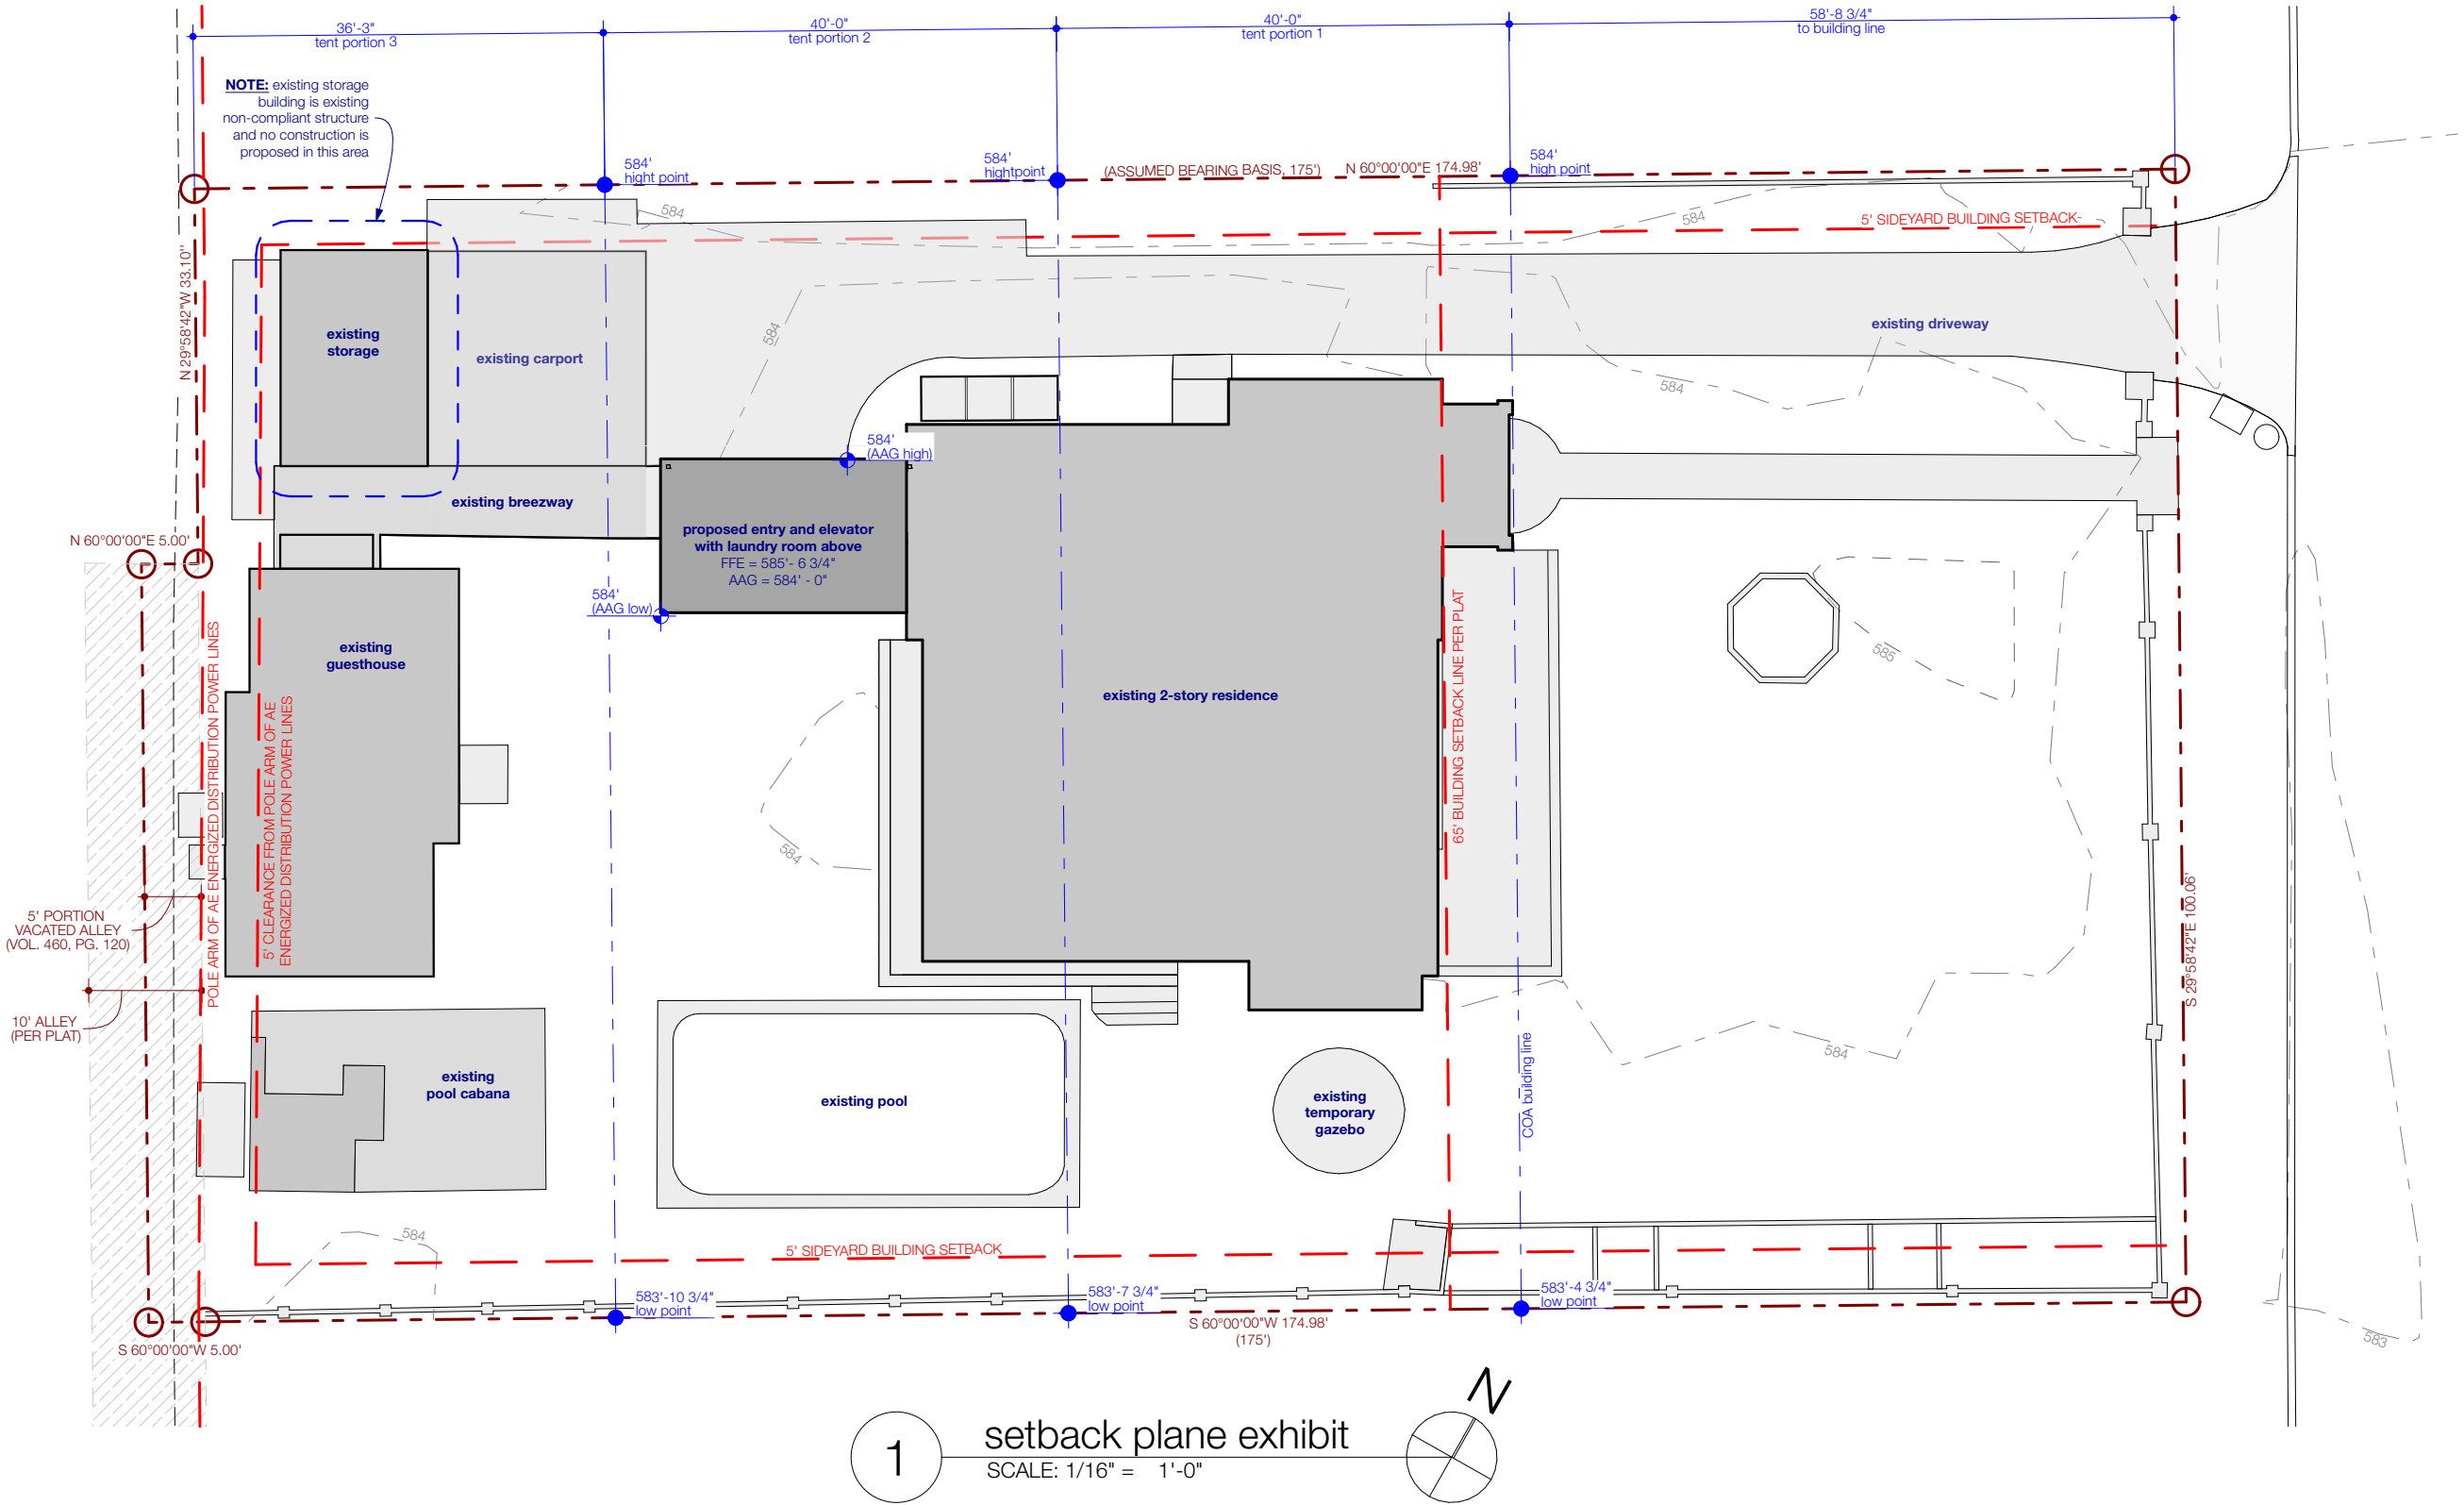 36'-3"
tent portion 3
40'-0"
tent portion 2
40'-0"
tent portion 1
58'-8 3/4"
to building line
NOTE: existing storage
building is existing
non-compliant structure
and no construction is
proposed in this area
584'
hight point
584'
hightpoint
(ASSUMED BEARING BASIS, 175')
N 60°00'00"E 174.98'
584'
high point
584
584
5' SIDEYARD BUILDING SETBACK-
N 29°58'42"W 33.10"
existing
storage
existing carport
584
existing driveway
584
584'
(AAG high)
existing breezway
proposed entry and elevator
with laundry room above
FFE = 585'- 6 3/4"
AAG = 584' - 0"
N 60°00'00"E 5.00'
584'
(AAG low)
existing
guesthouse
existing 2-story residence
585
65' BUILDING SETBACK LINE PER PLAT
POLE ARM OF AE ENERGIZED DISTRIBUTION POWER LINES
5' CLEARANCE FROM POLE ARM OF AE
ENERGIZED DISTRIBUTION POWER LINES
584
5' PORTION
VACATED ALLEY
(VOL. 460, PG. 120)
S 29°58'42"E 100.06'
10' ALLEY
(PER PLAT)
584
COA building line
existing
pool cabana
existing pool
existing
temporary
gazebo
584
5' SIDEYARD BUILDING SETBACK
583'-10 3/4"
low point
583'-7 3/4"
low point
583'-4 3/4"
low point
S 60°00'00"W 174.98'
(175')
583
S 60°00'00"W 5.00'
N
1
setback plane exhibit
SCALE: 1/16" = 1'-0"